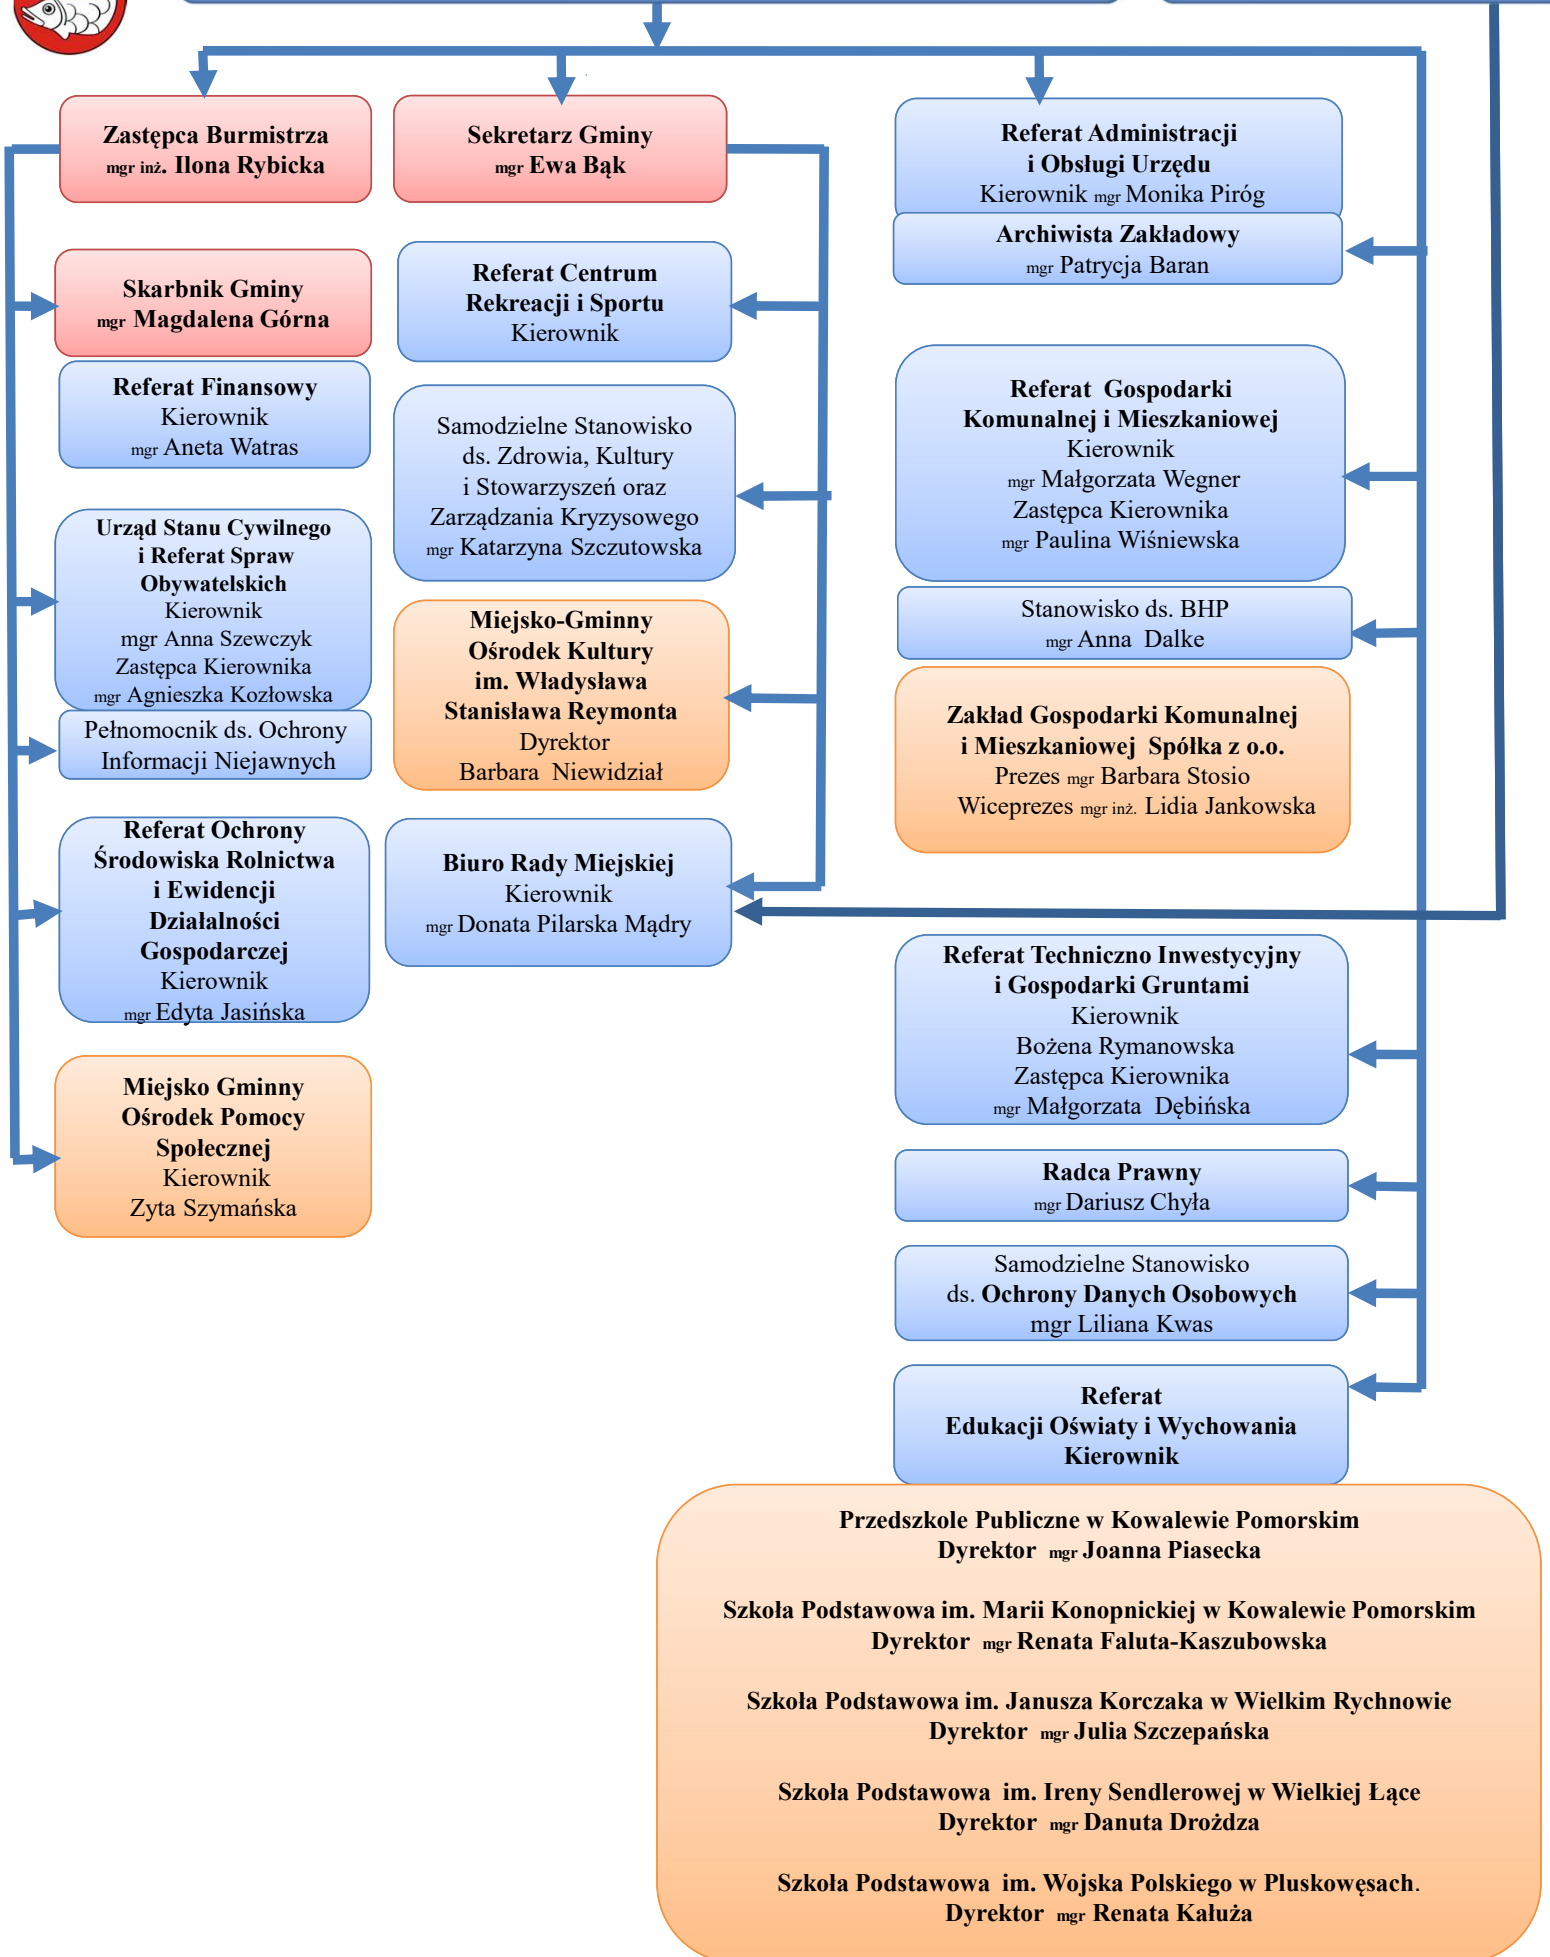 Zastępca Burmistrza
mgr inż. Ilona Rybicka
Skarbnik Gminy
mgr Magdalena Górna
Referat Finansowy
Kierownik
mgr Aneta Watras
Urząd Stanu Cywilnego
i Referat Spraw
Obywatelskich
Kierownik
mgr Anna Szewczyk
Zastępca Kierownika
mgr Agnieszka Kozłowska
Pełnomocnik ds. Ochrony
Informacji Niejawnych
Referat Ochrony
Środowiska Rolnictwa
i Ewidencji
Działalności
Gospodarczej
Kierownik
mgr Edyta Jasińska
Miejsko Gminny
Ośrodek Pomocy
Społecznej
Kierownik
Zyta Szymańska
Sekretarz Gminy
mgr Ewa Bąk
Referat Centrum
Rekreacji i Sportu
Kierownik
Samodzielne Stanowisko
ds. Zdrowia, Kultury
i Stowarzyszeń oraz
Zarządzania Kryzysowego
mgr Katarzyna Szczutowska
Miejsko-Gminny
Ośrodek Kultury
im. Władysława
Stanisława Reymonta
Dyrektor
Barbara Niewidział
Biuro Rady Miejskiej
Kierownik
mgr Donata Pilarska Mądry
Referat Administracji
i Obsługi Urzędu
Kierownik mgr Monika Piróg
Archiwista Zakładowy
mgr Patrycja Baran
Referat Gospodarki
Komunalnej i Mieszkaniowej
Kierownik
mgr Małgorzata Wegner
Zastępca Kierownika
mgr Paulina Wiśniewska
Stanowisko ds. BHP
mgr Anna Dalke
Zakład Gospodarki Komunalnej
i Mieszkaniowej Spółka z o.o.
Prezes mgr Barbara Stosio
Wiceprezes mgr inż. Lidia Jankowska
Referat Techniczno Inwestycyjny
i Gospodarki Gruntami
Kierownik
Bożena Rymanowska
Zastępca Kierownika
mgr Małgorzata Dębińska
Radca Prawny
mgr Dariusz Chyła
Samodzielne Stanowisko
ds. Ochrony Danych Osobowych
mgr Liliana Kwas
Referat
Edukacji Oświaty i Wychowania
Kierownik
Przedszkole Publiczne w Kowalewie Pomorskim
Dyrektor mgr Joanna Piasecka
Szkoła Podstawowa im. Marii Konopnickiej w Kowalewie Pomorskim
Dyrektor mgr Renata Faluta-Kaszubowska
Szkoła Podstawowa im. Janusza Korczaka w Wielkim Rychnowie
Dyrektor mgr Julia Szczepańska
Szkoła Podstawowa im. Ireny Sendlerowej w Wielkiej Łące
Dyrektor mgr Danuta Drożdza
Szkoła Podstawowa im. Wojska Polskiego w Pluskowęsach.
Dyrektor mgr Renata Kałuża